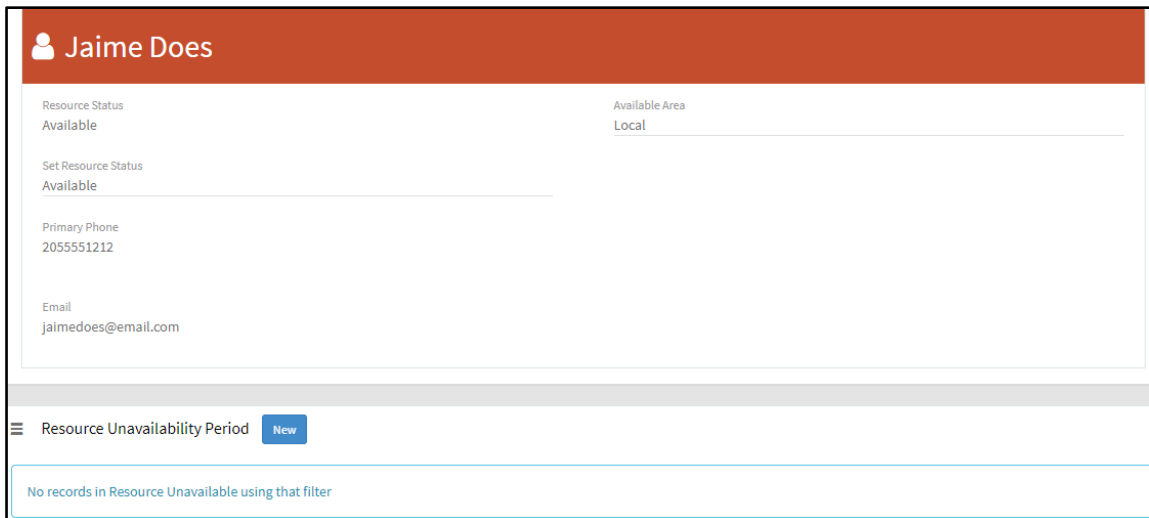 Jaime Does
Resource Status
Available
Available Area
Local
Set Resource Status
Available
Primary Phone
2055551212
Email
jaimedoes@email.com
Resource Unavailability Period New
No records in Resource Unavailable using that filter